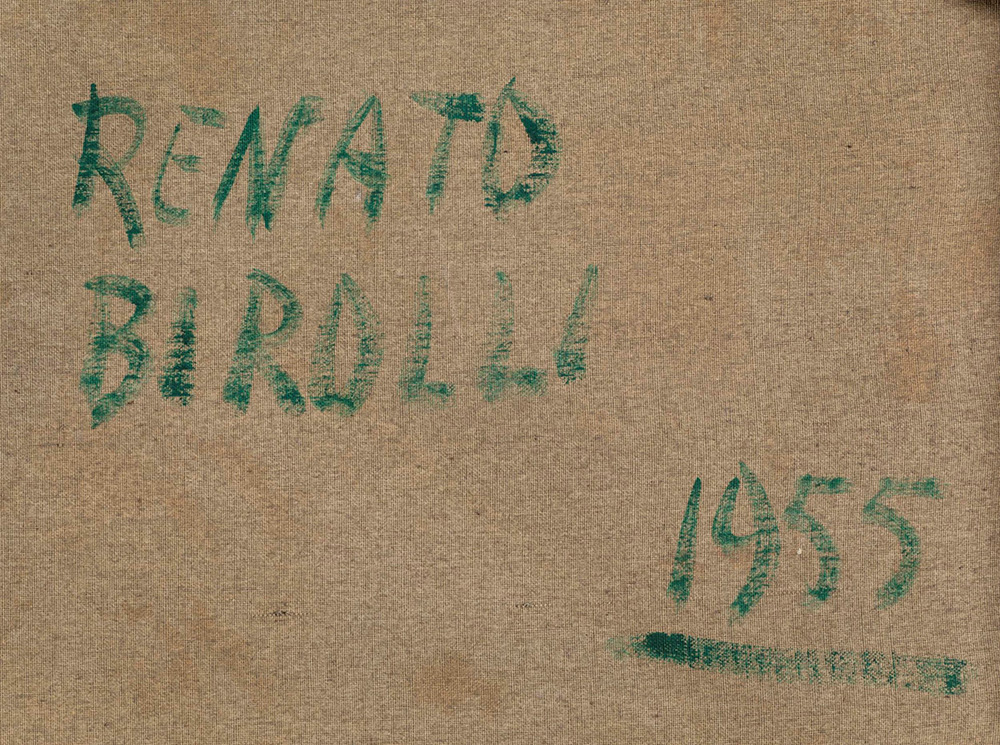 RENATO
BIROLLI
1955